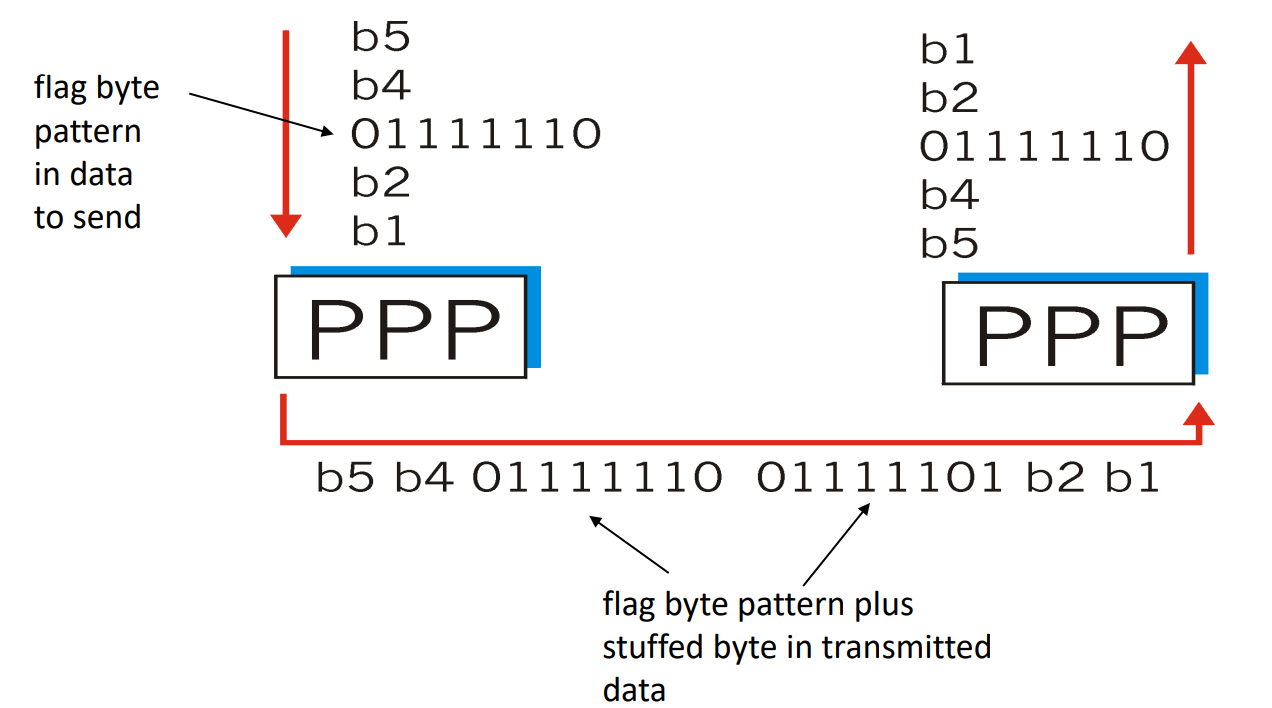 flag byte
pattern
in data
to send
b5
b4
01111110
b2
b1
PPP
b1
b2
01111110
b4
b5
PPP
b5 b4 01111110 01111101 b2 b1
flag byte pattern plus
stuffed byte in transmitted
data